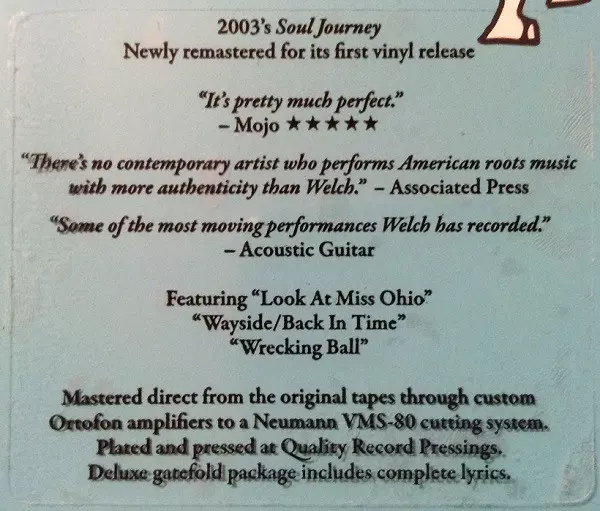 2003's Soul Journey
Newly remastered for its first vinyl release
“It's pretty much perfect.”
– Mojo ★★★★★
“There's no contemporary artist who performs American roots music
with more authenticity than Welch.” – Associated Press
“Some of the most moving performances Welch has recorded.”
– Acoustic Guitar
Featuring “Look At Miss Ohio”
“Wayside/Back In Time”
“Wrecking Ball”
Mastered direct from the original tapes through custom
Ortofon amplifiers to a Neumann VMS-80 cutting system.
Plated and pressed at Quality Record Pressings.
Deluxe gatefold package includes complete lyrics.